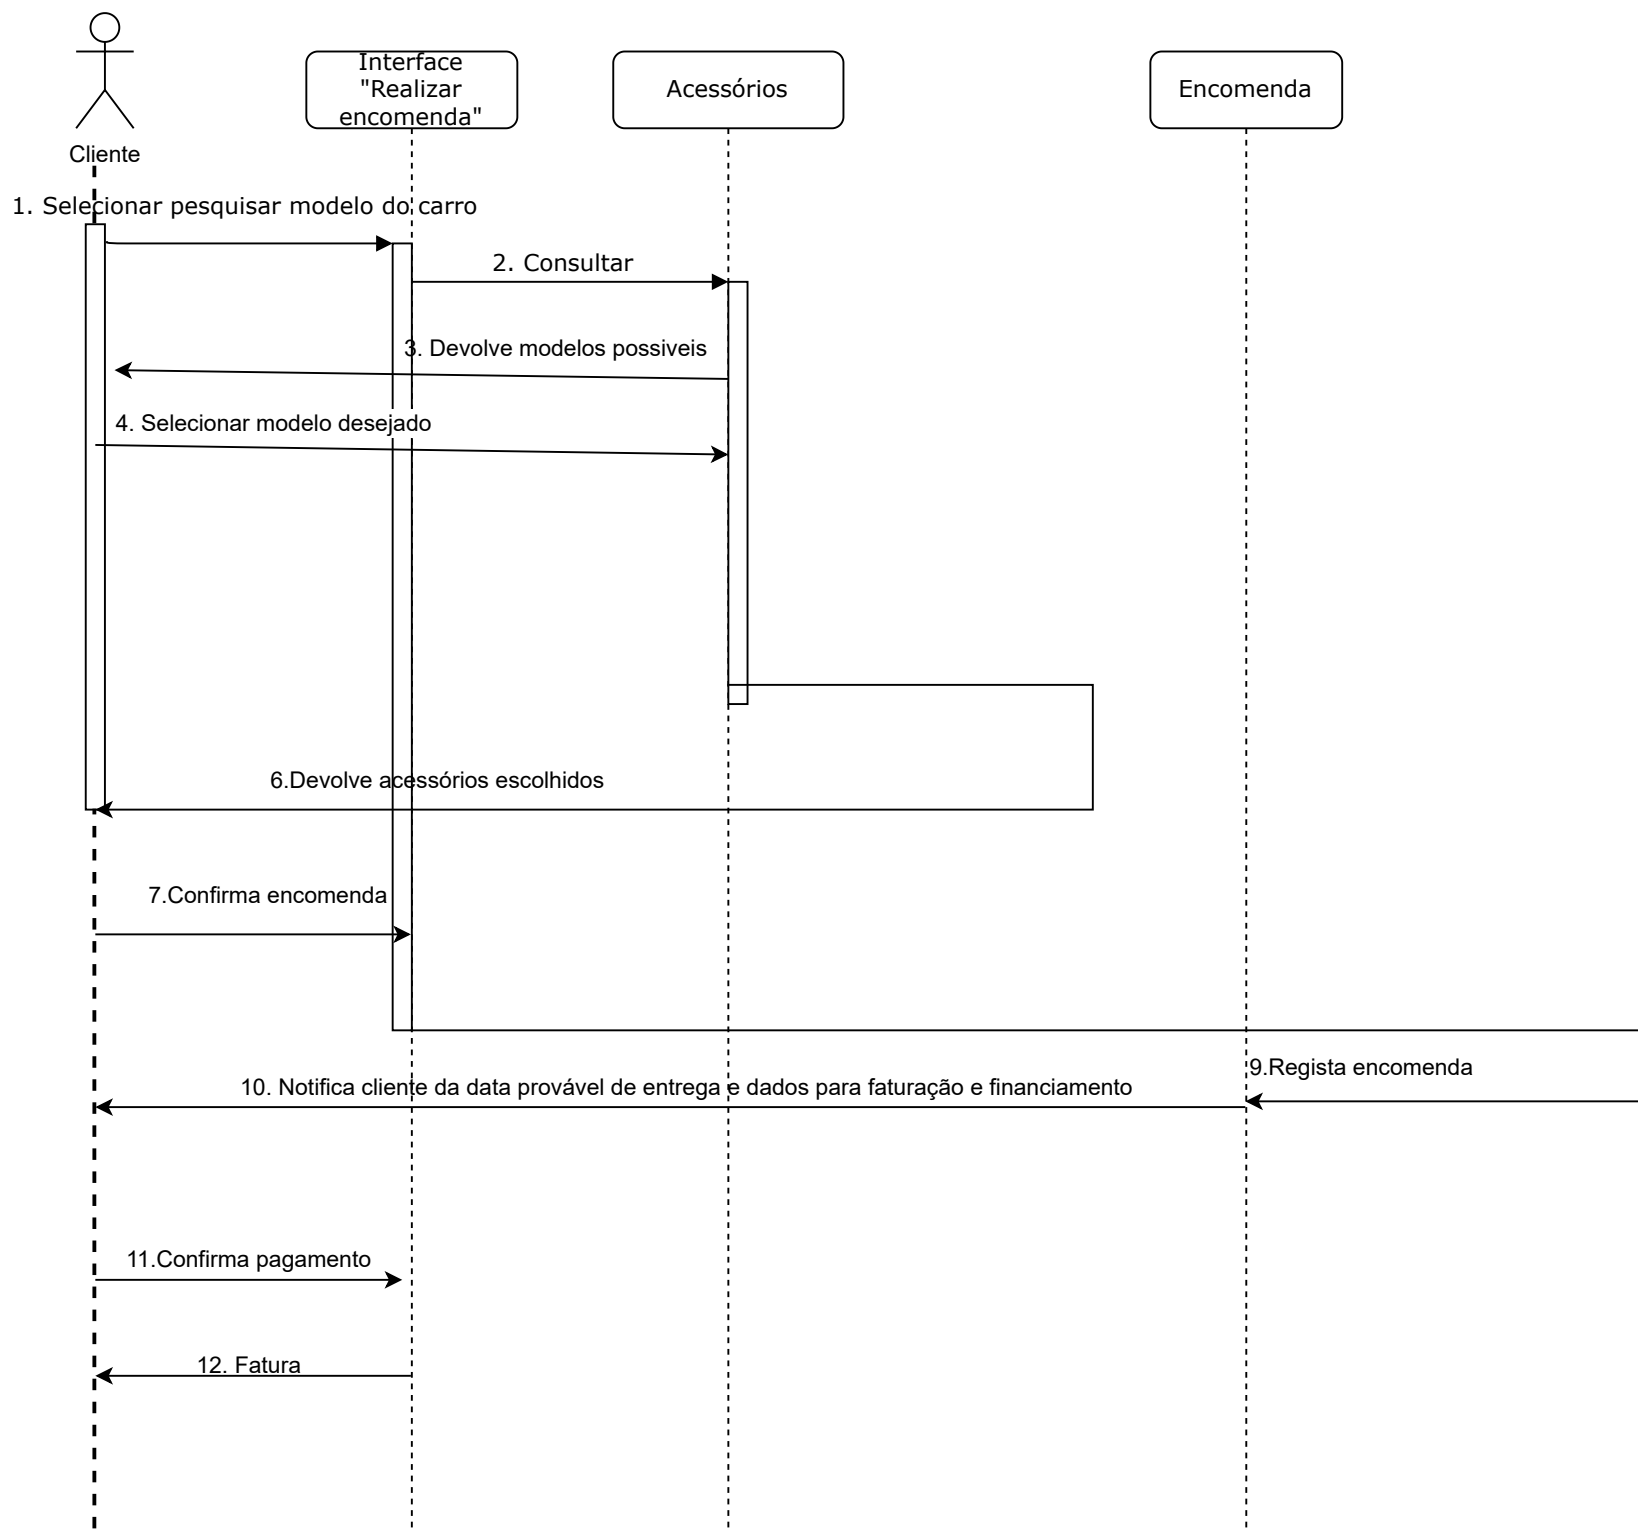 Interface
"Realizar
encomenda"
Acessórios
Encomenda
Cliente
1. Selecionar pesquisar modelo do carro
2. Consultar
3. Devolve modelos possiveis
4. Selecionar modelo desejado
6.Devolve acessórios escolhidos
7.Confirma encomenda
9.Regista encomenda
10. Notifica cliente da data provável de entrega e dados para faturação e financiamento
11.Confirma pagamento
12. Fatura